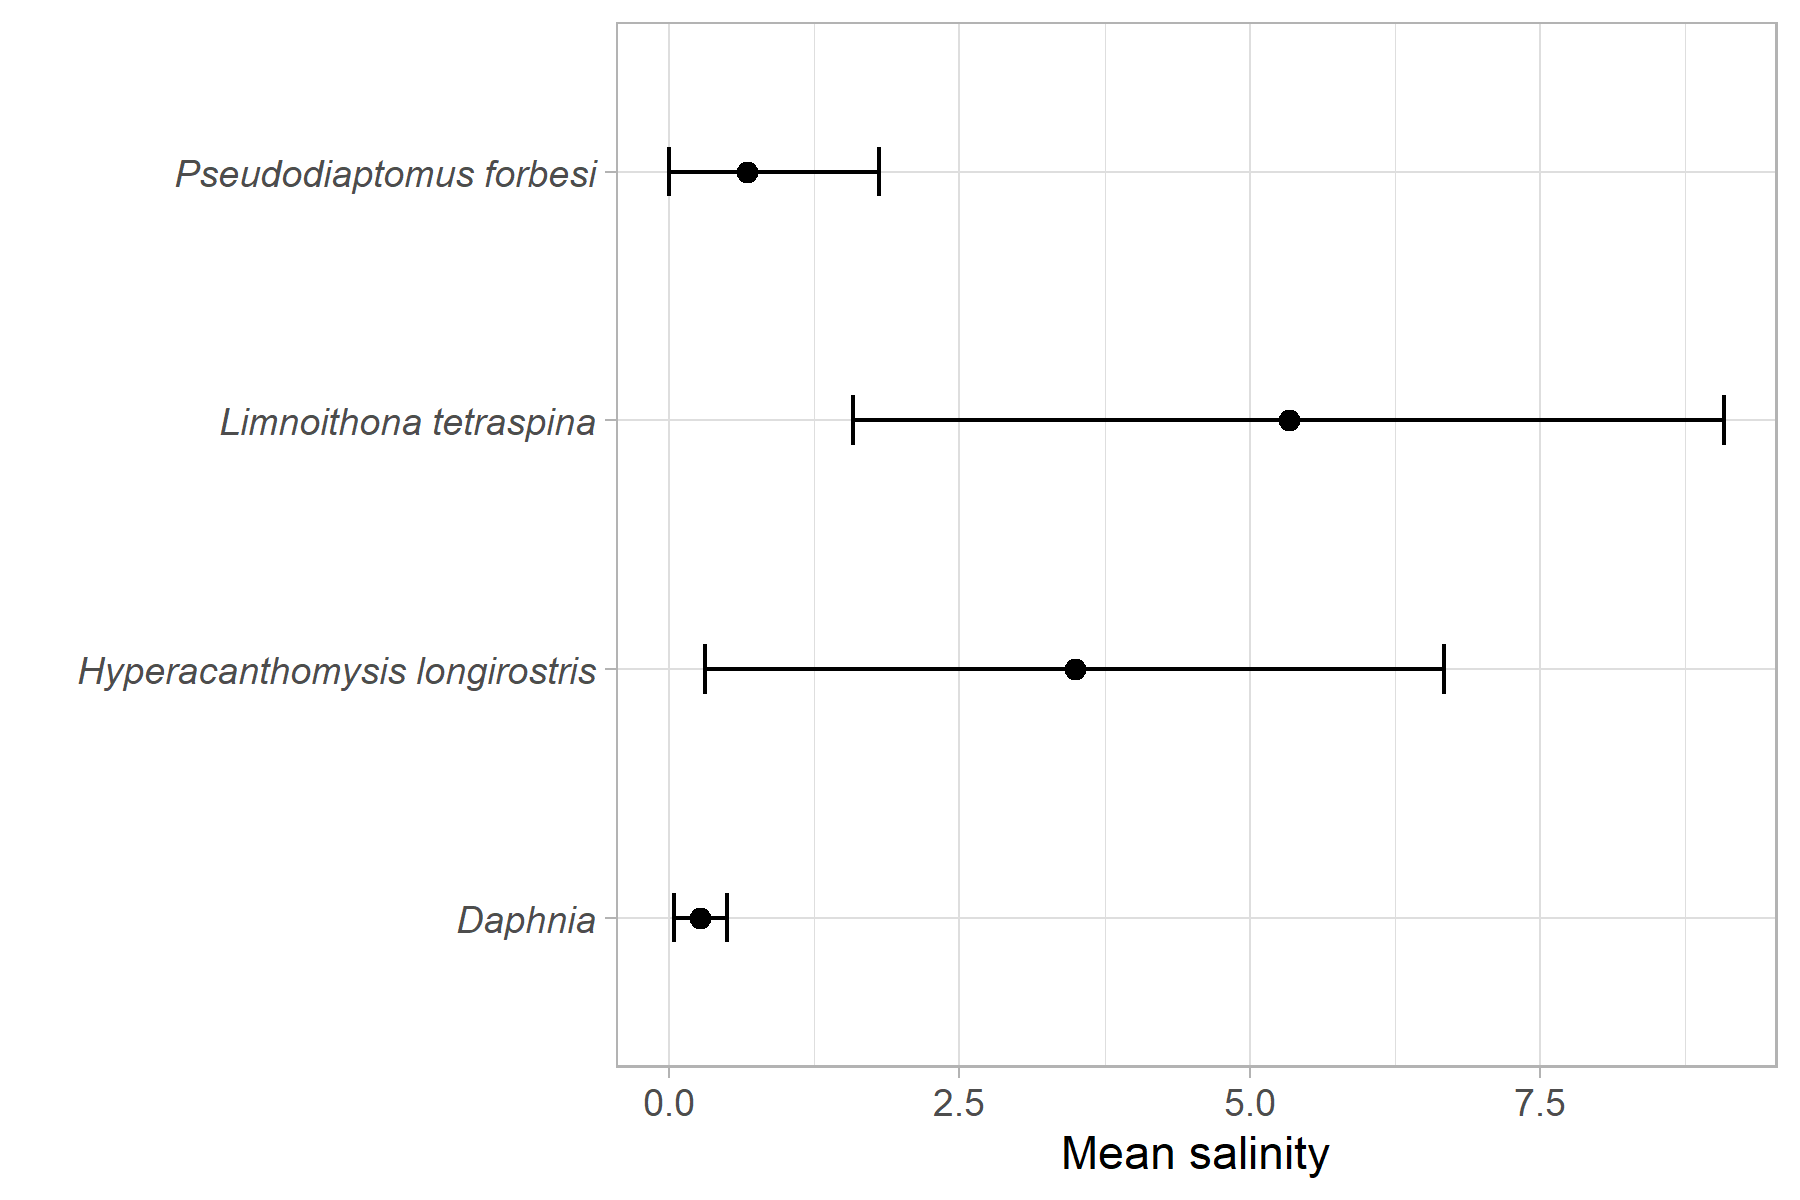 Pseudodiaptomus forbesi
Limnoithona tetraspina
Hyperacanthomysis longirostris
Daphnia
0.0 2.5 5.0 7.5
Mean salinity